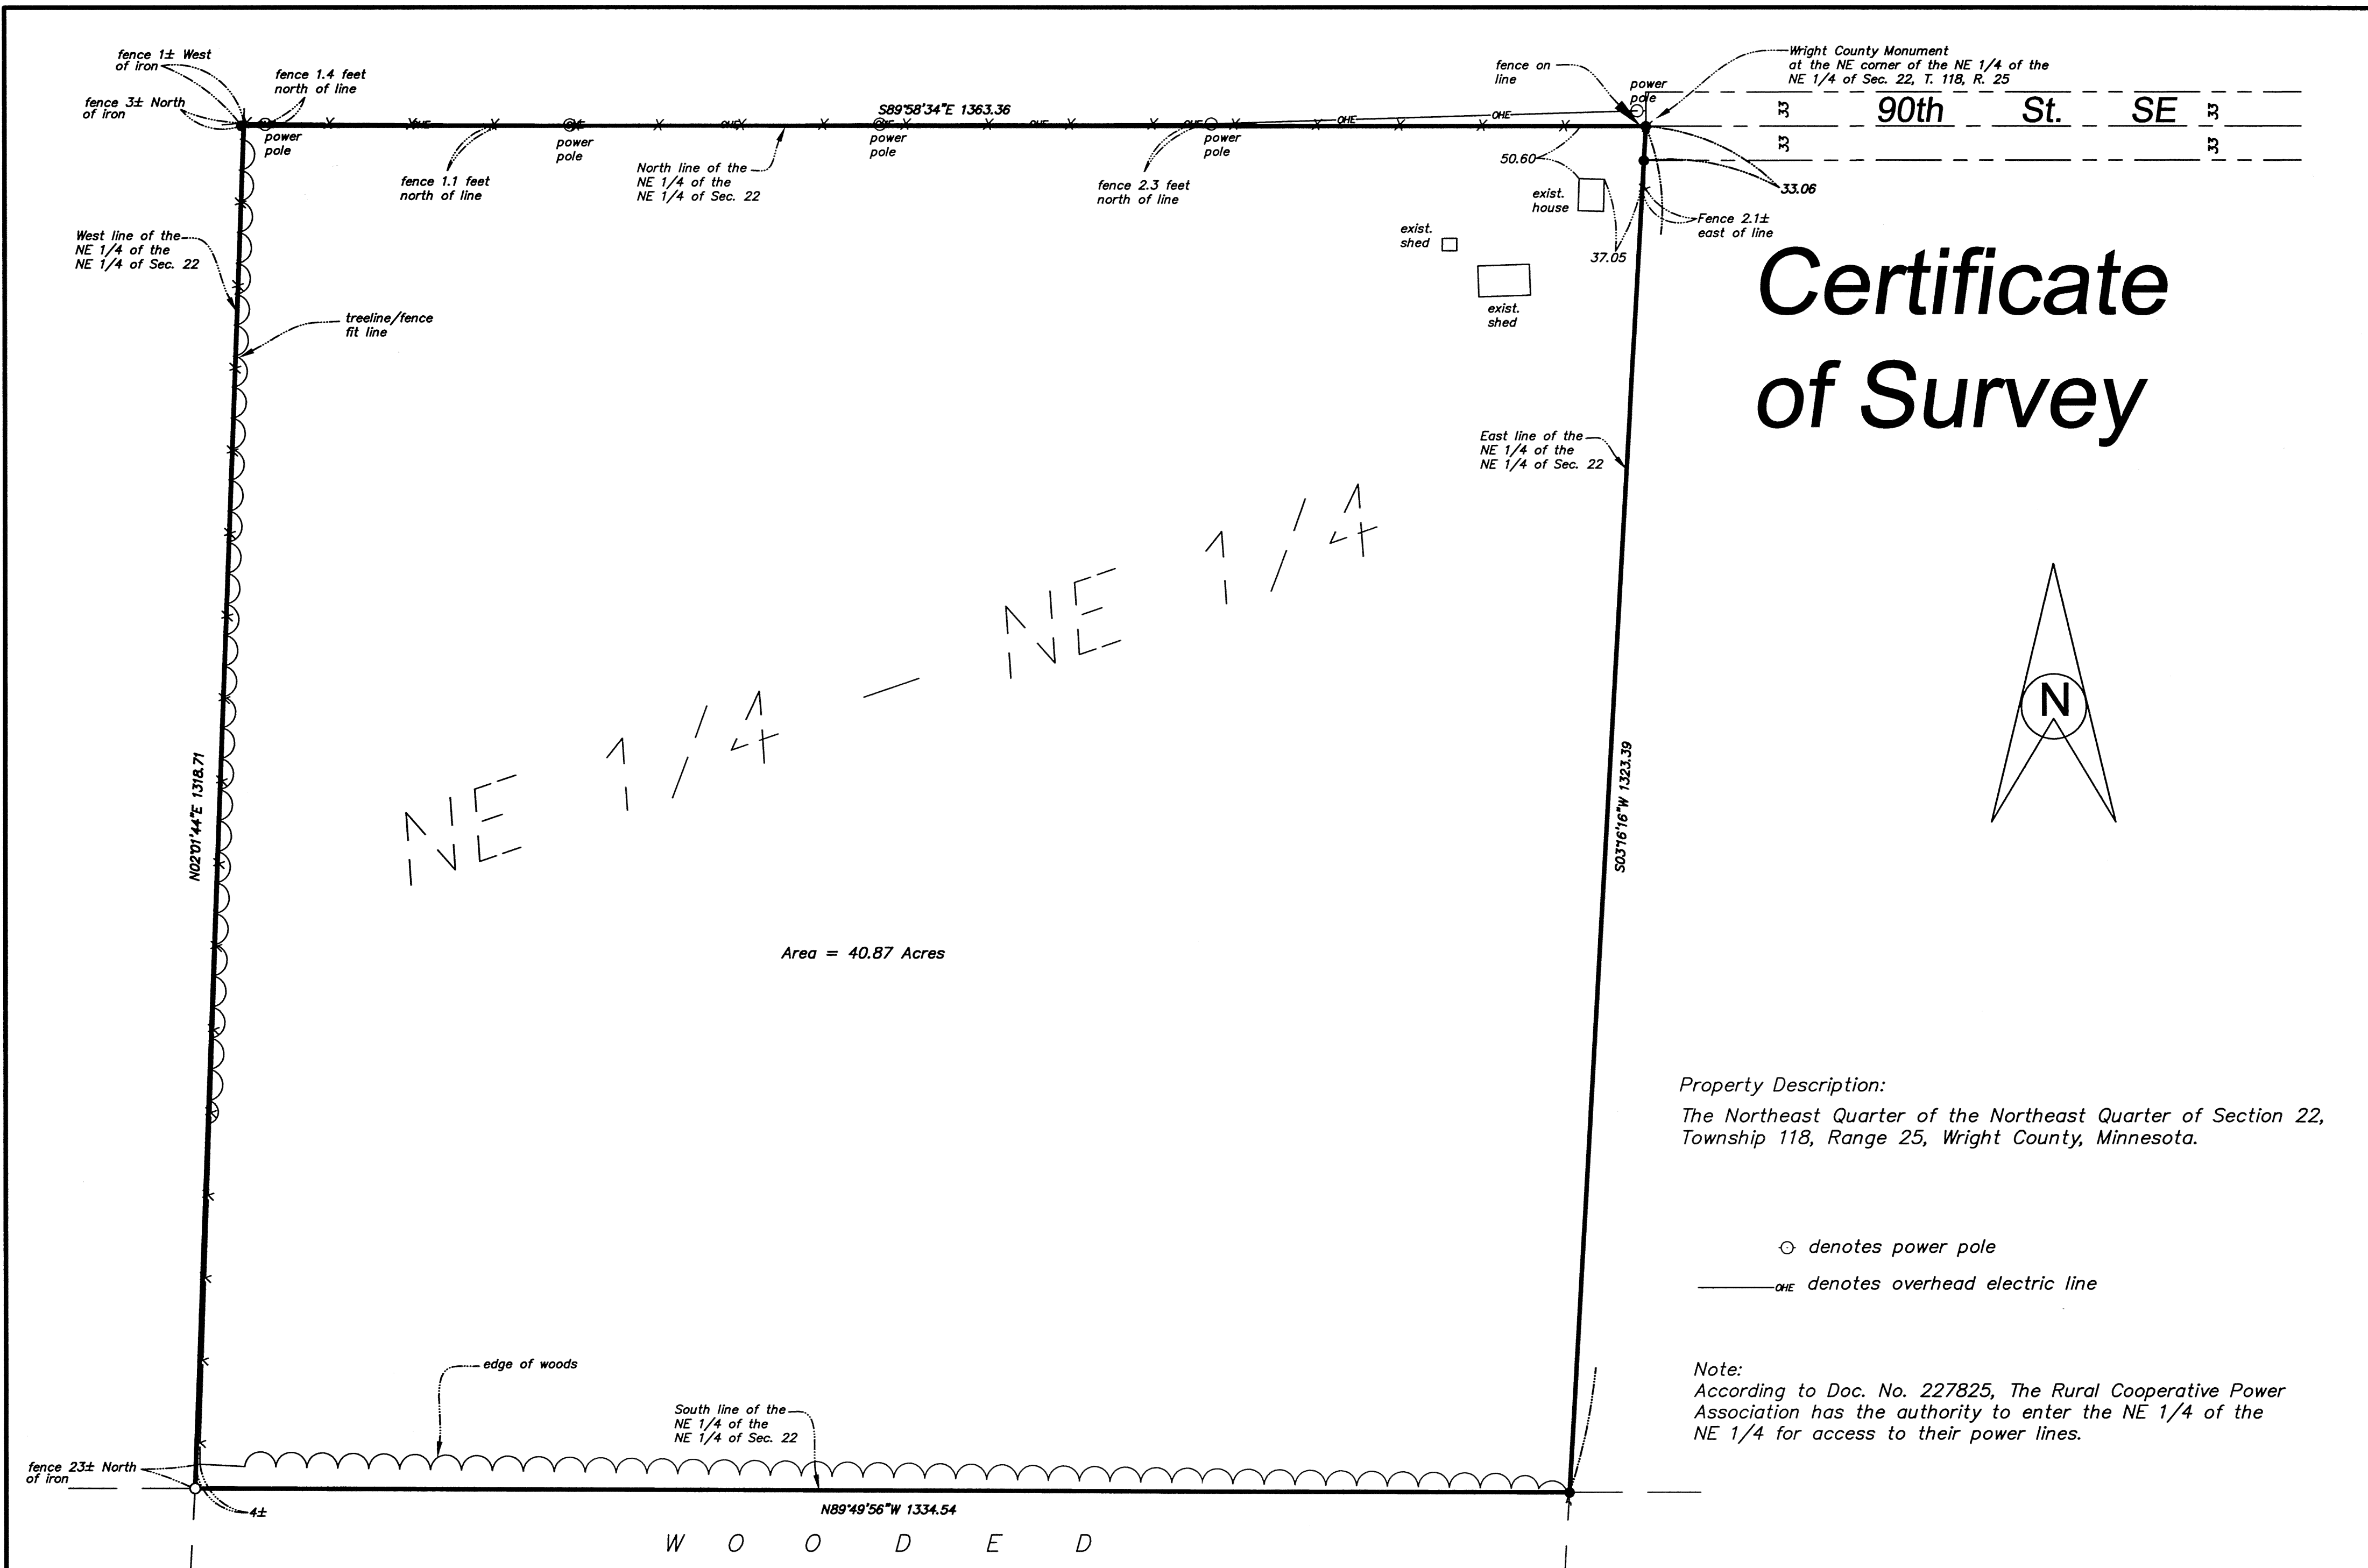 fence 1± West
of iron
fence 3± North
of iron
fence 1.4 feet
north of line
S89°58'34"E 1363.36
fence on
line
power
pole
Wright County Monument
at the NE corner of the NE 1/4 of the
NE 1/4 of Sec. 22, T. 118, R. 25
33
90th St. SE
33
33
33
OHE
OHE
OHE
OHE
OHE
OHE
power
pole
power
pole
power
pole
power
pole
fence 1.1 feet
north of line
North line of the
NE 1/4 of the
NE 1/4 of Sec. 22
fence 2.3 feet
north of line
50.60
33.06
exist.
house
Fence 2.1±
east of line
exist.
shed
37.05
exist.
shed
West line of the
NE 1/4 of the
NE 1/4 of Sec. 22
treeline/fence
fit line
Certificate
of Survey
East line of the
NE 1/4 of the
NE 1/4 of Sec. 22
NE 1/4 — NE 1/4
N
N02°01'44"E 1318.71
S03°16'16"W 1323.39
Area = 40.87 Acres
Property Description:
The Northeast Quarter of the Northeast Quarter of Section 22,
Township 118, Range 25, Wright County, Minnesota.
denotes power pole
OHE denotes overhead electric line
Note:
According to Doc. No. 227825, The Rural Cooperative Power
Association has the authority to enter the NE 1/4 of the
NE 1/4 for access to their power lines.
edge of woods
South line of the
NE 1/4 of the
NE 1/4 of Sec. 22
fence 23± North
of iron
4±
N89°49'56"W 1334.54
W O O D E D